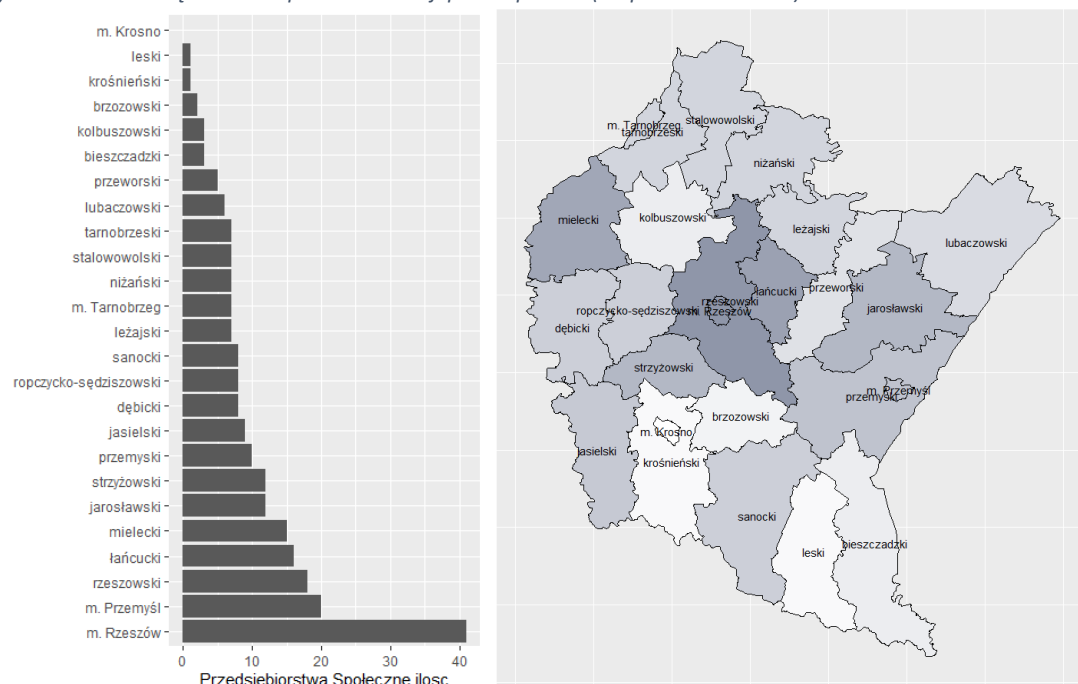 m. Krosno
leski
krośnieński
brzozowski
kolbuszowski
bieszczadzki
przeworski
lubaczowski
tarnobrzeski
stalowowolski
niżański
m. Tarnobrzeg
leżajski
sanocki
ropczycko-sędziszowski
dębicki
jasielski
przemyski
strzyżowski
jarosławski
mielecki
łańcucki
rzeszowski
m. Przemyśl
m. Rzeszów
0 10 20 30 40
Przedsiębiorstwa Społeczne ilosc
stalowowolski
m. Tarnobrzeg
tarnobrzeski
niżański
mielecki
kolbuszowski
leżajski
lubaczowski
przeworski
łańcucki
rzeszowski
jarosławski
ropczycko-sędziszowski
m. Rzeszów
dębicki
strzyżowski
m. Przemyśl
przemyski
brzozowski
m. Krosno
jasielski
krośnieński
sanocki
bieszczadzki
leski